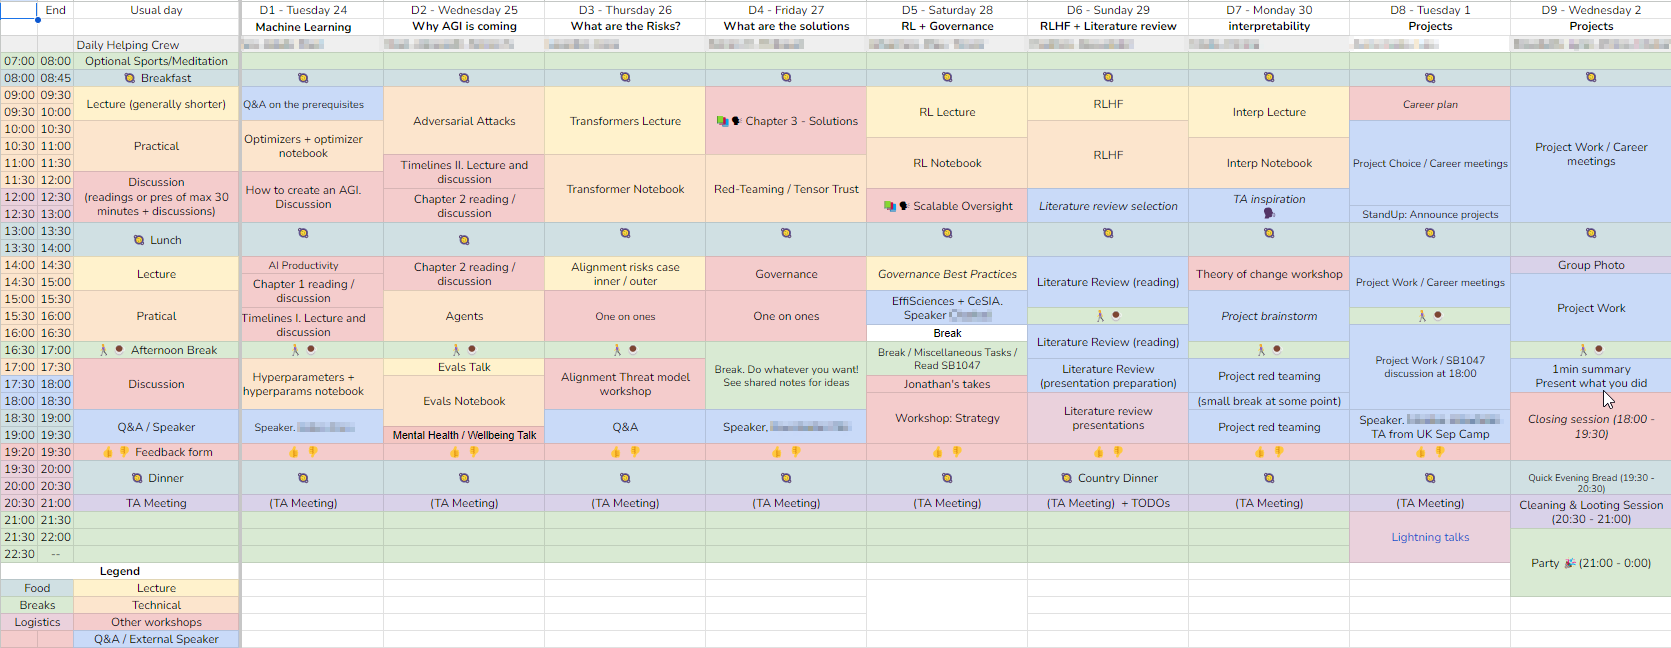 End Usual day D1 - Tuesday 24 D2 - Wednesday 25 D3 - Thursday 26 D4 - Friday 27 D5 - Saturday 28 D6 - Sunday 29 D7 - Monday 30 D8 - Tuesday 1 D9 - Wednesday 2
Machine Learning Why AGI is coming What are the Risks? What are the solutions RL + Governance RLHF + Literature review interpretability Projects Projects
Daily Helping Crew
07:00 08:00 Optional Sports/Meditation
08:00 08:45 Breakfast
09:00 09:30
09:30 10:00
10:00 10:30
10:30 11:00
11:00 11:30
11:30 12:00
12:00 12:30
12:30 13:00
13:00 13:30
13:30 14:00
14:00 14:30
14:30 15:00
15:00 15:30
15:30 16:00
16:00 16:30
16:30 17:00
17:00 17:30
17:30 18:00
18:00 18:30
18:30 19:00
19:00 19:30
19:20 19:30
19:30 20:00
20:00 20:30
20:30 21:00
21:00 21:30
21:30 22:00
22:30 --
Lecture (generally shorter)
Practical
Discussion
(readings or pres of max 30
minutes + discussions)
Lunch
Lecture
Pratical
Afternoon Break
Discussion
Q&A / Speaker
Feedback form
Dinner
TA Meeting
Q&A on the prerequisites
Optimizers + optimizer
notebook
How to create an AGI.
Discussion
AI Productivity
Chapter 1 reading /
discussion
Timelines I. Lecture and
discussion
Hyperparameters +
hyperparams notebook
Speaker.
(TA Meeting)
Adversarial Attacks
Timelines II. Lecture and
discussion
Chapter 2 reading /
discussion
Chapter 2 reading /
discussion
Agents
Evals Talk
Evals Notebook
Mental Health / Wellbeing Talk
(TA Meeting)
Transformers Lecture
Transformer Notebook
Alignment risks case
inner / outer
One on ones
Alignment Threat model
workshop
Q&A
(TA Meeting)
Chapter 3 - Solutions
Red-Teaming / Tensor Trust
Governance
One on ones
Break. Do whatever you want!
See shared notes for ideas
Speaker,
(TA Meeting)
RL Lecture
RL Notebook
Scalable Oversight
Governance Best Practices
EffiSciences + CeSIA.
Speaker
Break
Break / Miscellaneous Tasks /
Read SB1047
Jonathan's takes
Workshop: Strategy
(TA Meeting)
RLHF
RLHF
Literature review selection
Literature Review (reading)
Literature Review (reading)
Literature Review
(presentation preparation)
Literature review
presentations
Country Dinner
(TA Meeting) + TODOs
Interp Lecture
Interp Notebook
TA inspiration
Theory of change workshop
Project brainstorm
Project red teaming
(small break at some point)
Project red teaming
(TA Meeting)
Career plan
Project Choice / Career meetings
StandUp: Announce projects
Project Work / Career meetings
Project Work / SB1047
discussion at 18:00
Speaker.
TA from UK Sep Camp
(TA Meeting)
Lightning talks
Project Work / Career
meetings
Group Photo
Project Work
1min summary
Present what you did
Closing session (18:00 -
19:30)
Quick Evening Bread (19:30 -
20:30)
Cleaning & Looting Session
(20:30 - 21:00)
Party (21:00 - 0:00)
Legend
Food Lecture
Breaks Technical
Logistics Other workshops
Q&A / External Speaker